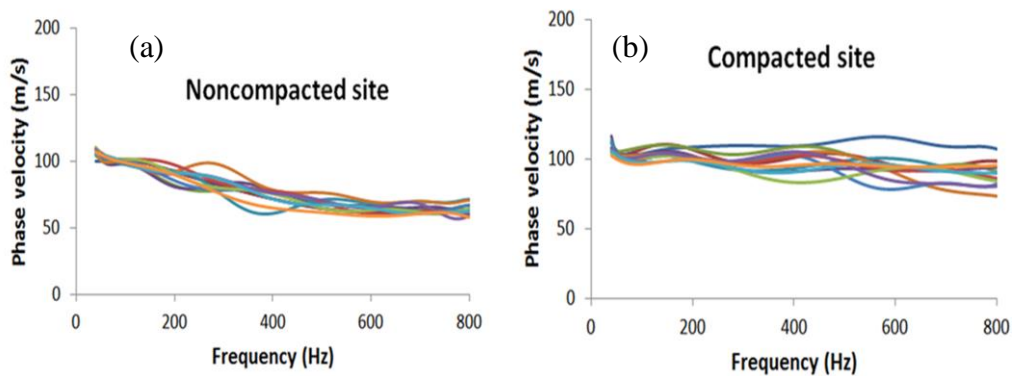 (a)
Noncompacted site
Phase velocity (m/s)
200
150
100
50
0
0 200 400 600 800
Frequency (Hz)
(b)
Compacted site
Phase velocity (m/s)
200
150
100
50
0
0 200 400 600 800
Frequency (Hz)